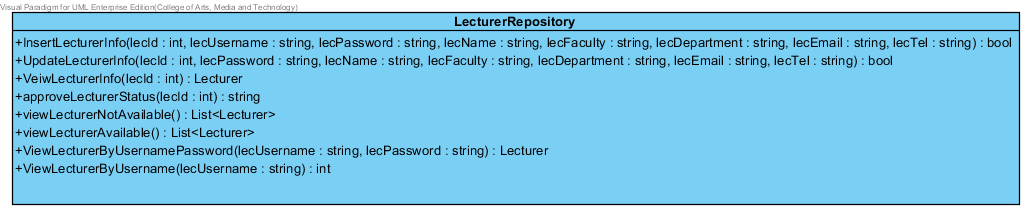 Visual Paradigm for UML Enterprise Edition(College of Arts, Media and Technology)
LecturerRepository
+InsertLecturerInfo(lecId : int, lecUsername : string, lecPassword : string, lecName : string, lecFaculty : string, lecDepartment : string, lecEmail : string, lecTel : string) : bool
+UpdateLecturerInfo(lecId : int, lecPassword : string, lecName : string, lecFaculty : string, lecDepartment : string, lecEmail : string, lecTel : string) : bool
+VeiwLecturerInfo(lecId : int) : Lecturer
+approveLecturerStatus(lecId : int) : string
+viewLecturerNotAvailable() : List<Lecturer>
+viewLecturerAvailable() : List<Lecturer>
+ViewLecturerByUsernamePassword(lecUsername : string, lecPassword : string) : Lecturer
+ViewLecturerByUsername(lecUsername : string) : int